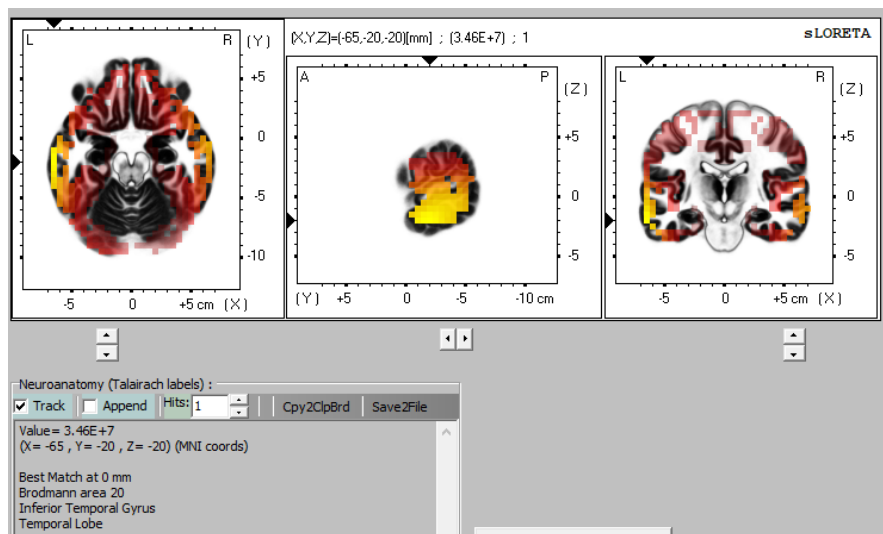 (X,Y,Z)=(-65,-20,-20)[mm] ; (3.46E+7) ; 1
sLORETA
L R (Y)
+5
0
-5
-10
-5 0 +5 cm (X)
A P (Z)
+5
0
-5
(Y) +5 0 -5 -10 cm
L R (Z)
+5
0
-5
-5 0 +5 cm (X)
Neuroanatomy (Talairach labels) :
Track Append Hits: 1 Cpy2ClpBrd Save2File
Value= 3.46E+7
(X= -65 , Y= -20 , Z= -20) (MNI coords)
Best Match at 0 mm
Brodmann area 20
Inferior Temporal Gyrus
Temporal Lobe